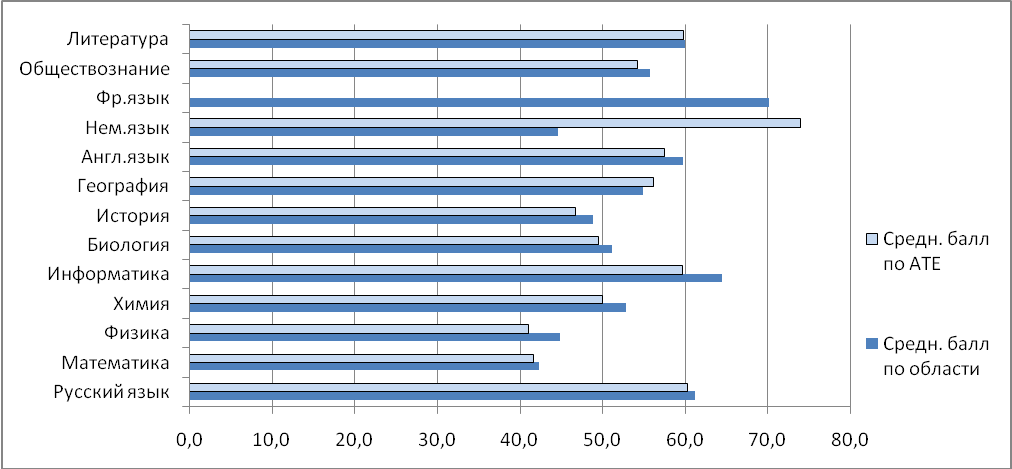 Литература
Обществознание
Фр.язык
Нем.язык
Англ.язык
География
История
Биология
Информатика
Химия
Физика
Математика
Русский язык
0,0 10,0 20,0 30,0 40,0 50,0 60,0 70,0 80,0
Средн. балл
по АТЕ
Средн. балл
по области